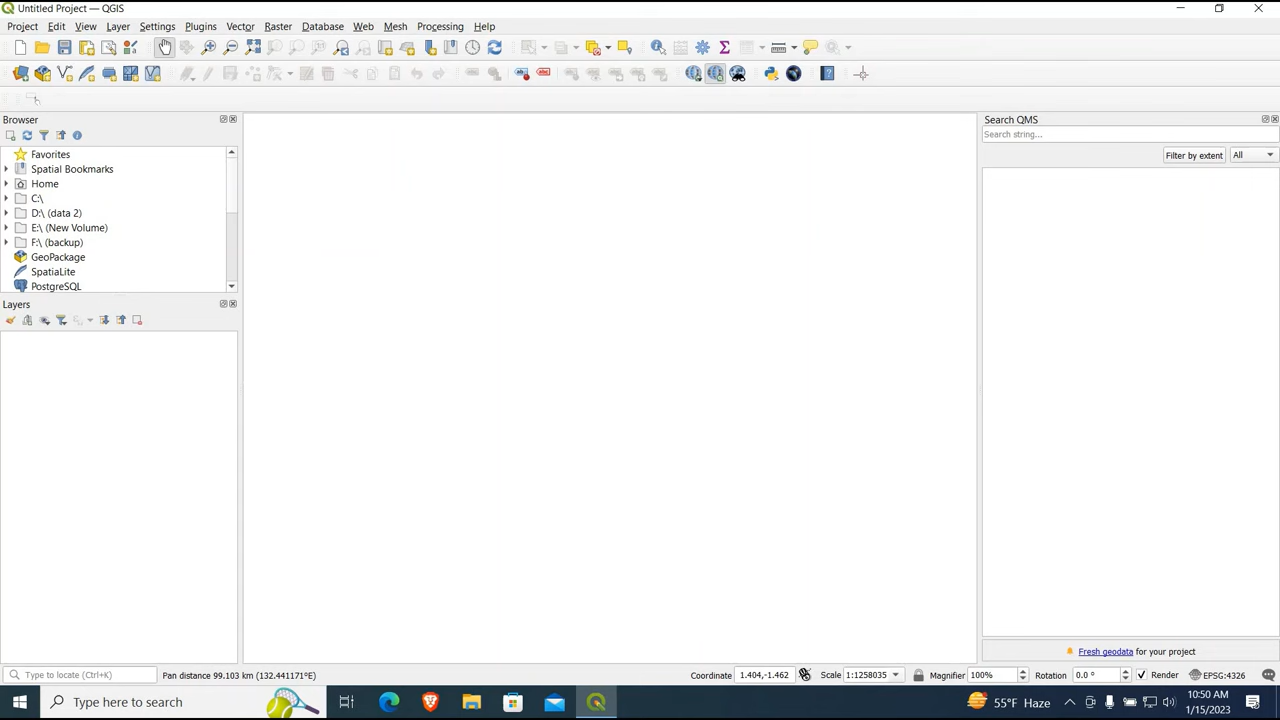 Untitled Project — QGIS
Project Edit View Layer Settings Plugins Vector Raster Database Web Mesh Processing Help
Browser
Favorites
Spatial Bookmarks
Home
C:\
D:\ (data 2)
E:\ (New Volume)
F:\ (backup)
GeoPackage
SpatiaLite
PostgreSQL
Layers
Search QMS
Search string...
Filter by extent
All
Fresh geodata for your project
Type to locate (Ctrl+K)
Pan distance 99.103 km (132.441171°E)
Coordinate 1.404,-1.462
Scale 1:1258035
Magnifier 100%
Rotation 0.0 °
Render
EPSG:4326
Type here to search
55°F Haze
10:50 AM
1/15/2023